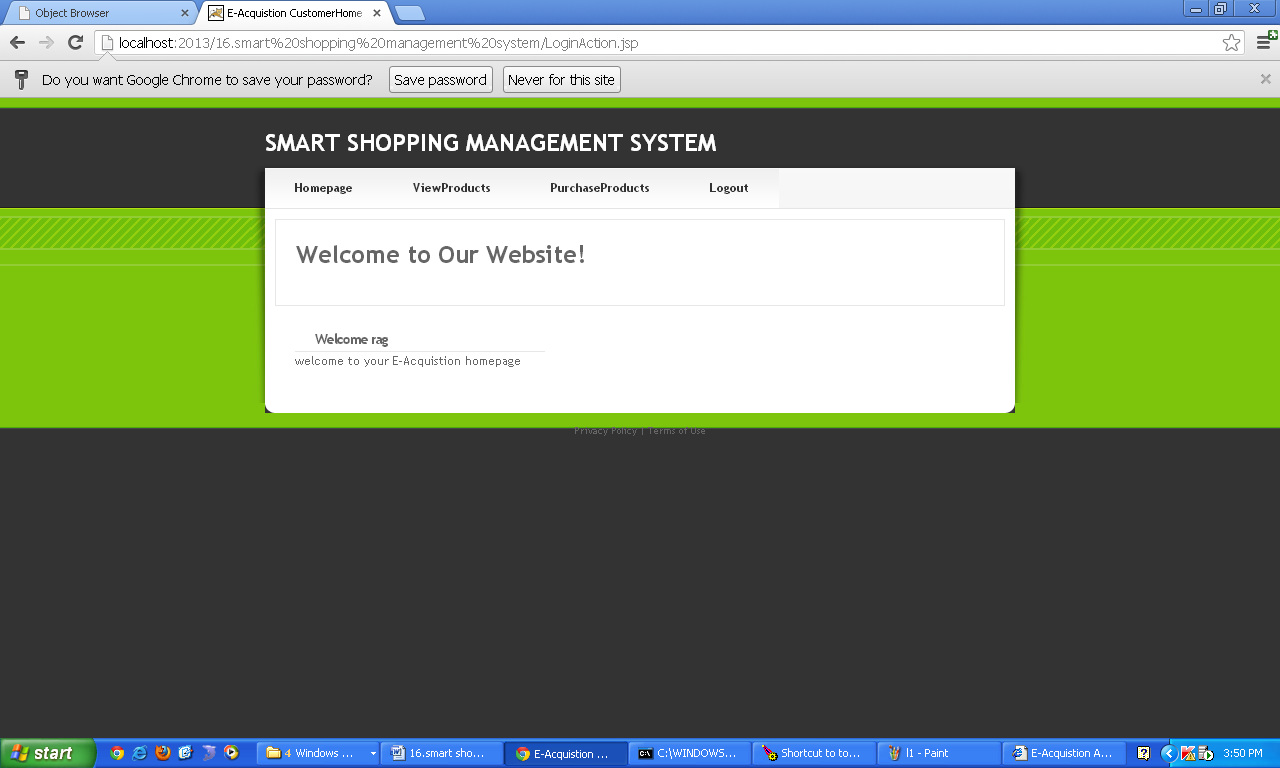 Object Browser
E-Acquistion CustomerHome
localhost:2013/16.smart%20shopping%20management%20system/LoginAction.jsp
Do you want Google Chrome to save your password? Save password Never for this site
SMART SHOPPING MANAGEMENT SYSTEM
Homepage ViewProducts PurchaseProducts Logout
Welcome to Our Website!
Welcome rag
welcome to your E-Acquistion homepage
Privacy Policy | Terms of Use
start 4 Windows ... 16.smart sho... E-Acquistion ... C:\WINDOWS... Shortcut to to... l1 - Paint E-Acquistion A... 3:50 PM